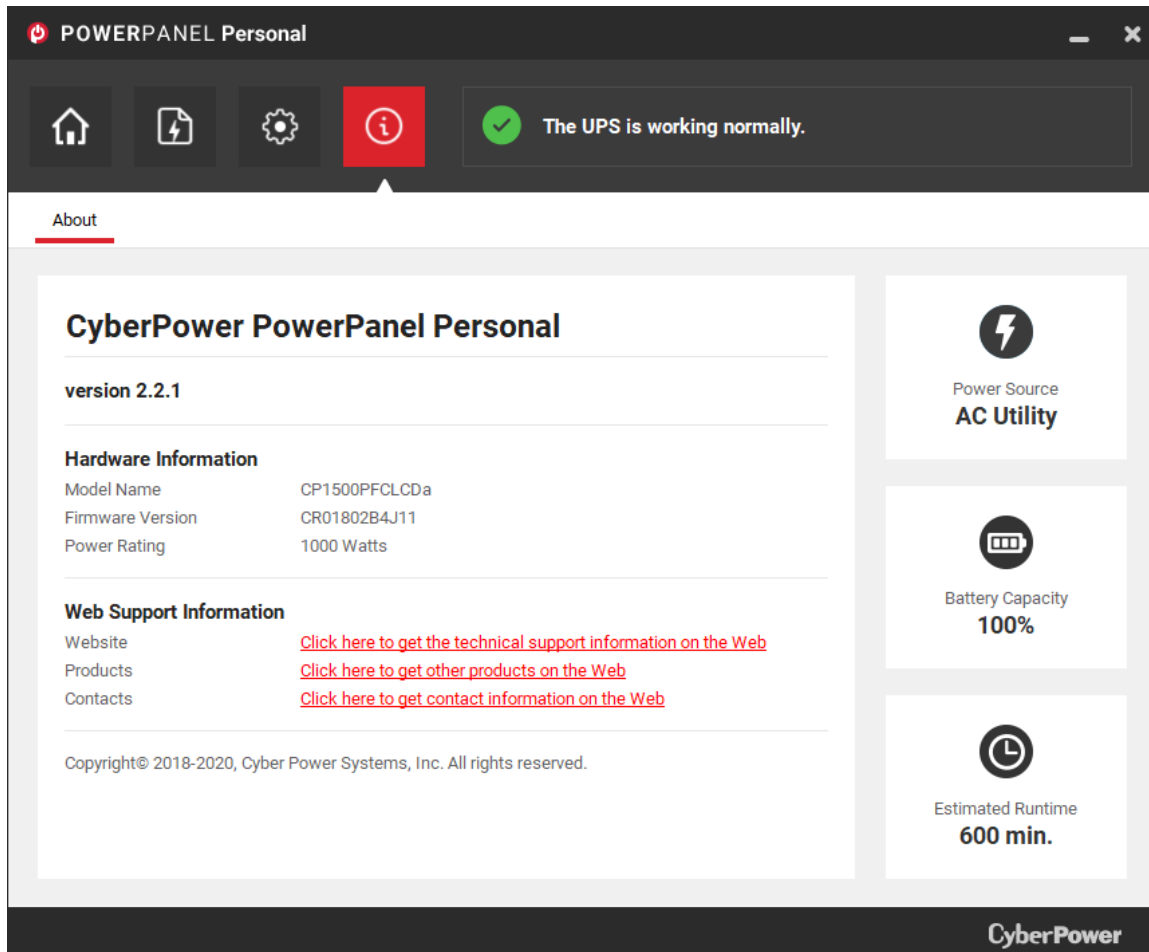 POWERPANEL Personal
The UPS is working normally.
About
CyberPower PowerPanel Personal
version 2.2.1
Hardware Information
Model Name CP1500PFCLCDa
Firmware Version CR01802B4J11
Power Rating 1000 Watts
Web Support Information
Website Click here to get the technical support information on the Web
Products Click here to get other products on the Web
Contacts Click here to get contact information on the Web
Copyright© 2018-2020, Cyber Power Systems, Inc. All rights reserved.
Power Source
AC Utility
Battery Capacity
100%
Estimated Runtime
600 min.
CyberPower